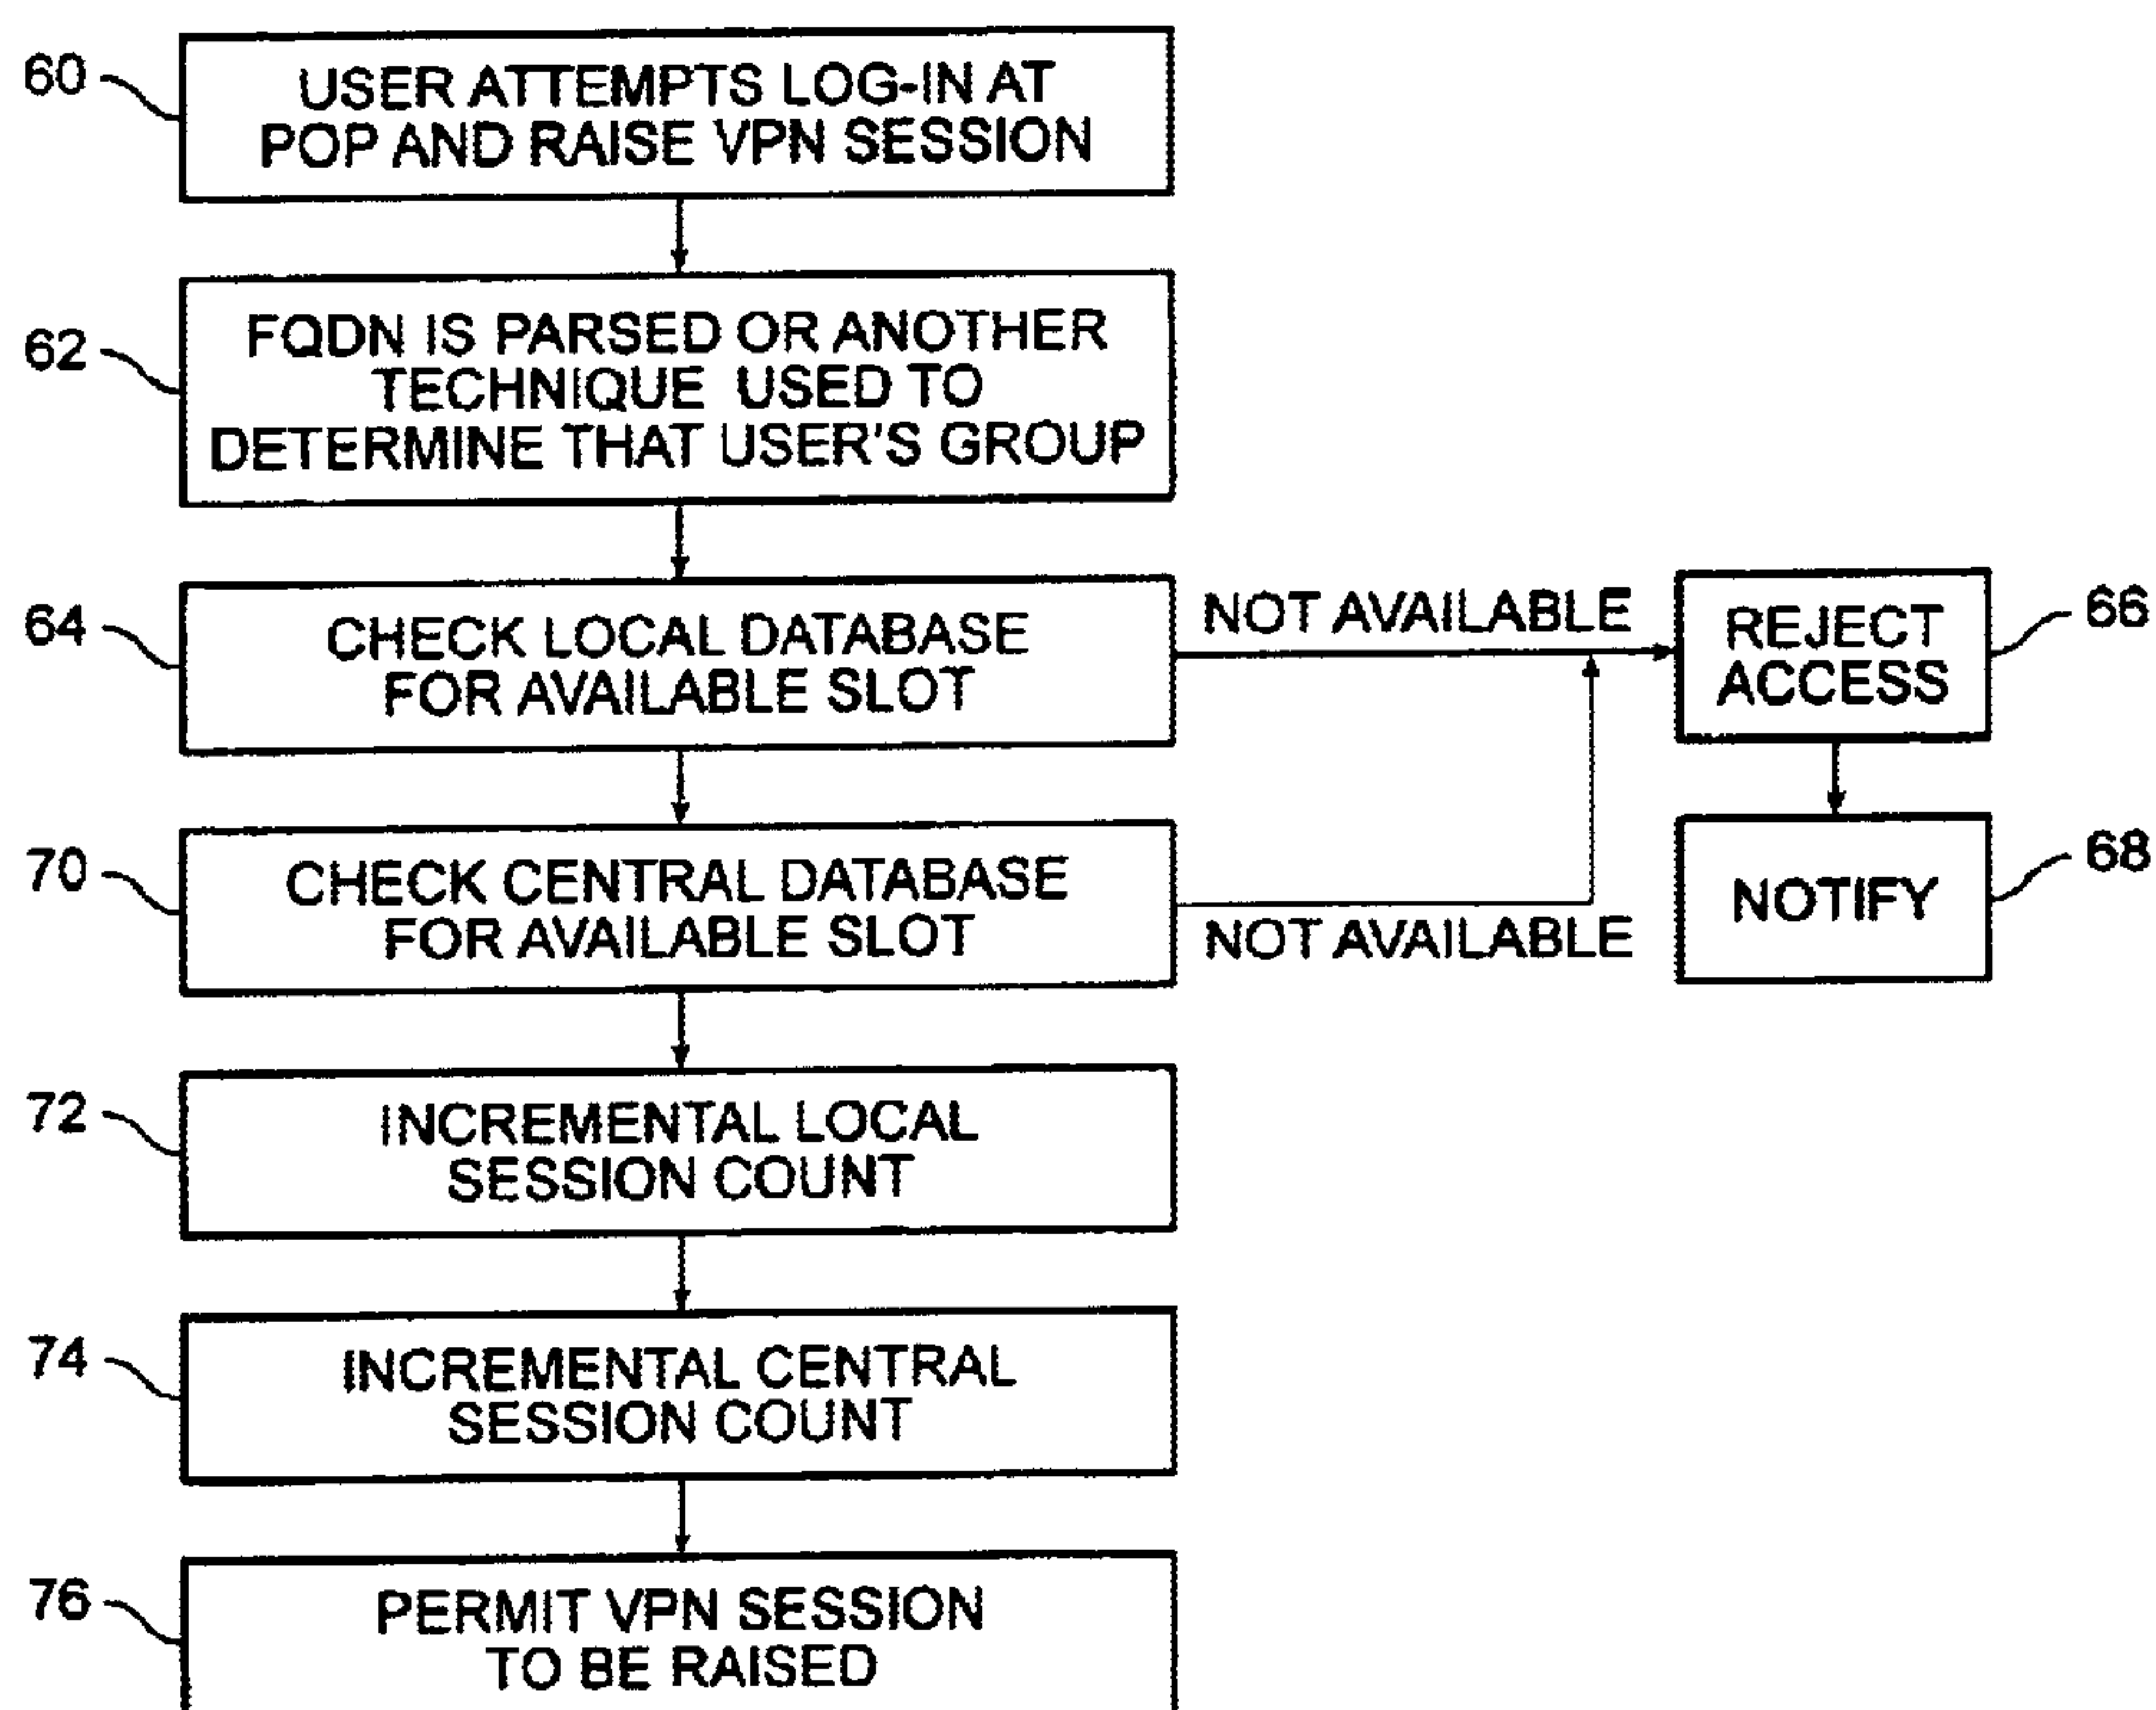 60
USER ATTEMPTS LOG-IN AT
POP AND RAISE VPN SESSION
62
FQDN IS PARSED OR ANOTHER
TECHNIQUE USED TO
DETERMINE THAT USER'S GROUP
64
CHECK LOCAL DATABASE
FOR AVAILABLE SLOT
NOT AVAILABLE
REJECT
ACCESS
66
70
CHECK CENTRAL DATABASE
FOR AVAILABLE SLOT
NOT AVAILABLE
NOTIFY
68
72
INCREMENTAL LOCAL
SESSION COUNT
74
INCREMENTAL CENTRAL
SESSION COUNT
76
PERMIT VPN SESSION
TO BE RAISED